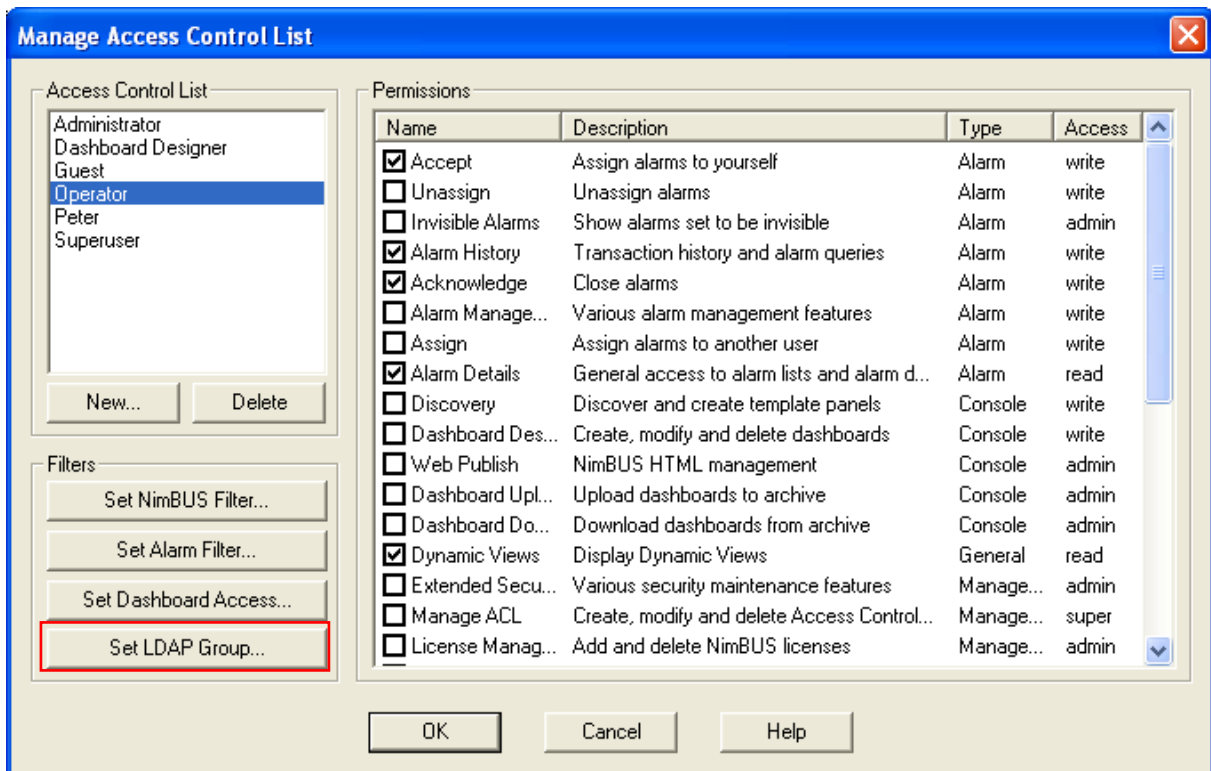 Manage Access Control List
Access Control List
Administrator
Dashboard Designer
Guest
Operator
Peter
Superuser
New... Delete
Filters
Set NimBUS Filter...
Set Alarm Filter...
Set Dashboard Access...
Set LDAP Group...
Permissions
Name Description Type Access
Accept Assign alarms to yourself Alarm write
Unassign Unassign alarms Alarm write
Invisible Alarms Show alarms set to be invisible Alarm admin
Alarm History Transaction history and alarm queries Alarm write
Acknowledge Close alarms Alarm write
Alarm Manage... Various alarm management features Alarm write
Assign Assign alarms to another user Alarm write
Alarm Details General access to alarm lists and alarm d... Alarm read
Discovery Discover and create template panels Console write
Dashboard Des... Create, modify and delete dashboards Console write
Web Publish NimBUS HTML management Console admin
Dashboard Upl... Upload dashboards to archive Console admin
Dashboard Do... Download dashboards from archive Console admin
Dynamic Views Display Dynamic Views General read
Extended Secu... Various security maintenance features Manage... admin
Manage ACL Create, modify and delete Access Control... Manage... super
License Manag... Add and delete NimBUS licenses Manage... admin
OK Cancel Help